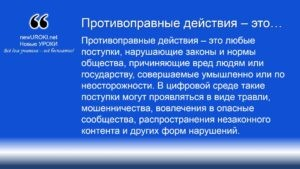 newUROKI.net
Новые УРОКИ
Всё для учителя – всё бесплатно!
Противоправные действия – это…
Противоправные действия – это любые
поступки, нарушающие законы и нормы
общества, причиняющие вред людям или
государству, совершаемые умышленно или по
неосторожности. В цифровой среде такие
поступки могут проявляться в виде травли,
мошенничества, вовлечения в опасные
сообщества, распространения незаконного
контента и других форм нарушений.